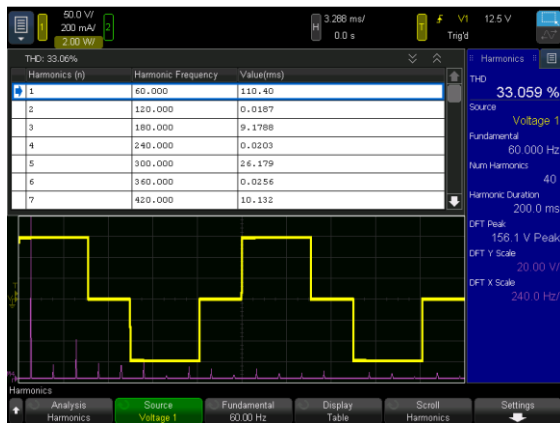 50.0 V/
1 200 mA/ 2
2.00 W/
H 3.288 ms/
0.0 s
T V1 12.5 V
Trig'd
THD: 33.06%
Harmonics (n) Harmonic Frequency Value(rms)
1 60.000 110.40
2 120.000 0.0187
3 180.000 9.1788
4 240.000 0.0203
5 300.000 26.179
6 360.000 0.0256
7 420.000 10.132
Harmonics
THD
33.059 %
Source
Voltage 1
Fundamental
60.000 Hz
Num Harmonics
40
Harmonic Duration
200.0 ms
DFT Peak
156.1 V Peak
DFT Y Scale
20.00 V/
DFT X Scale
240.0 Hz/
Harmonics
Analysis Source Fundamental Display Scroll Settings
Harmonics Voltage 1 60.00 Hz Table Harmonics